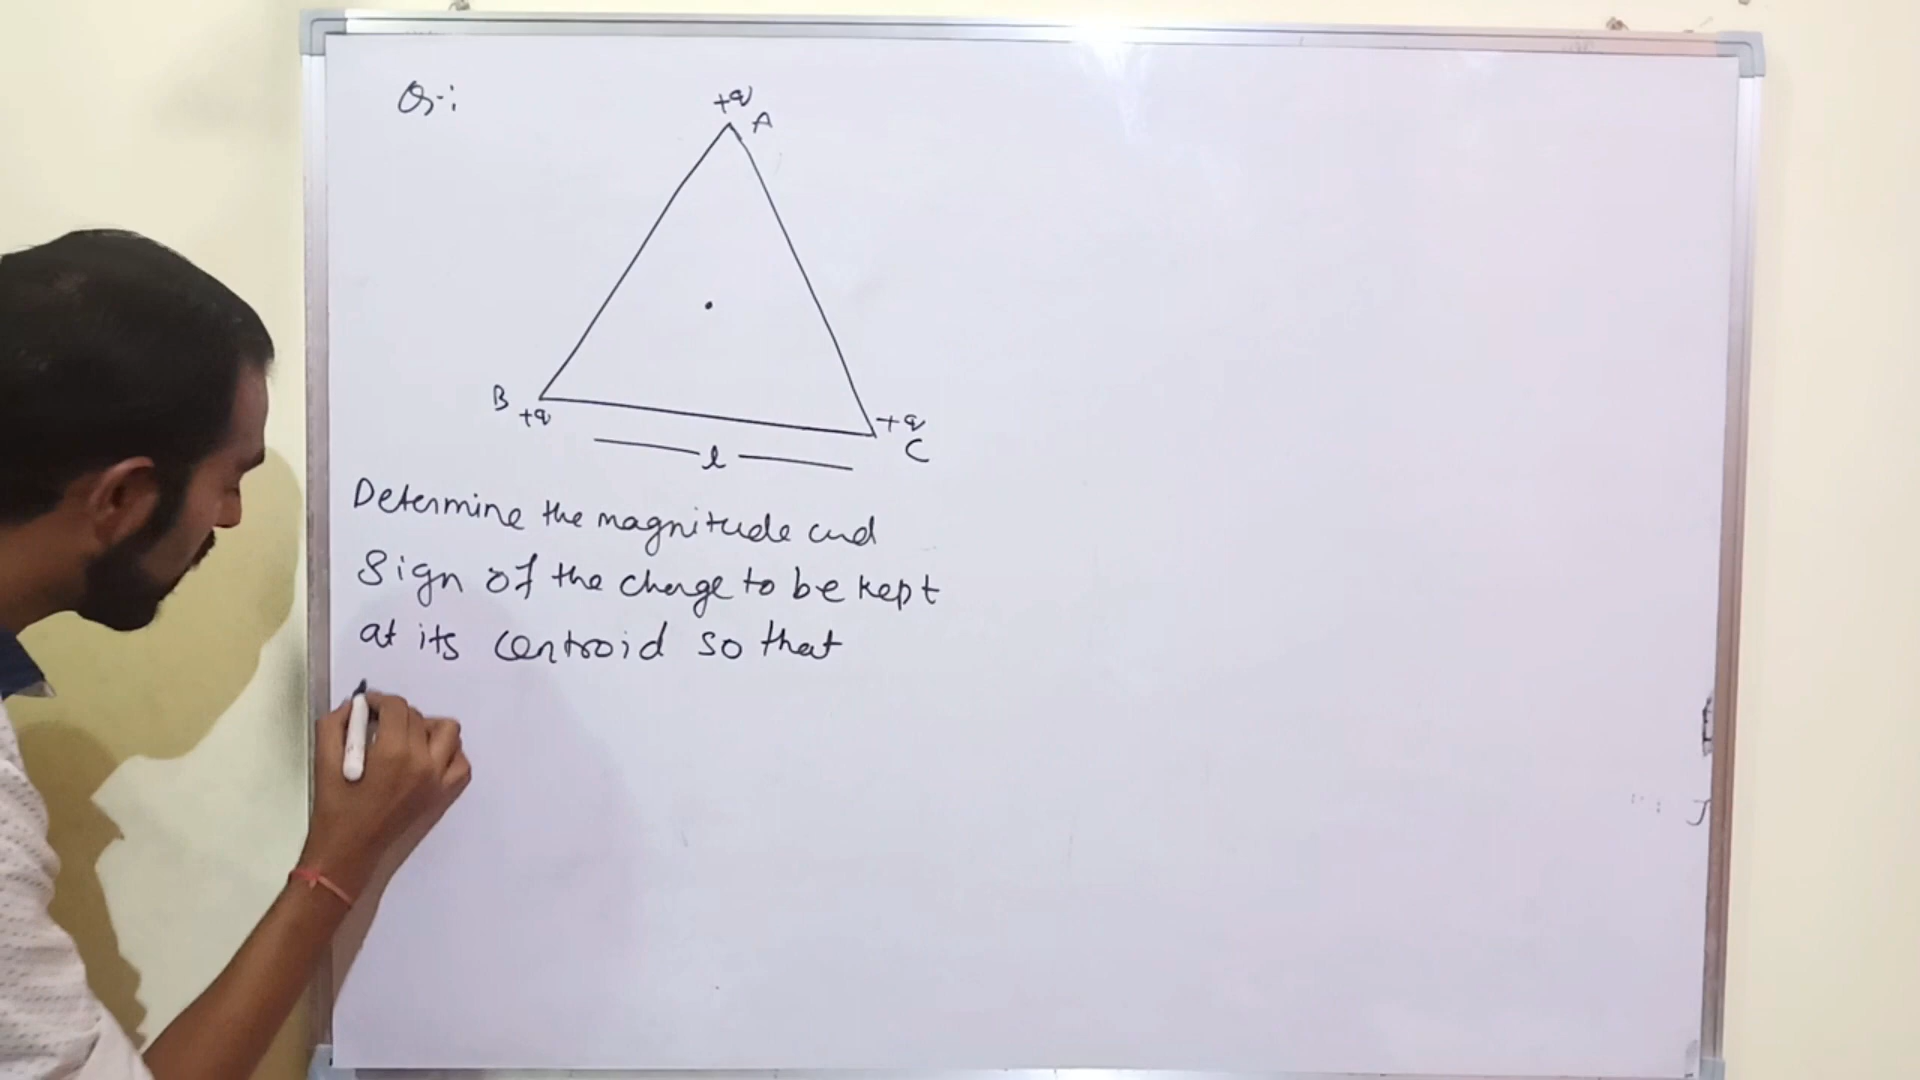 Q:-
+q
A
B
+q
+q
C
l
Determine the magnitude and
Sign of the charge to be kept
at its centroid so that